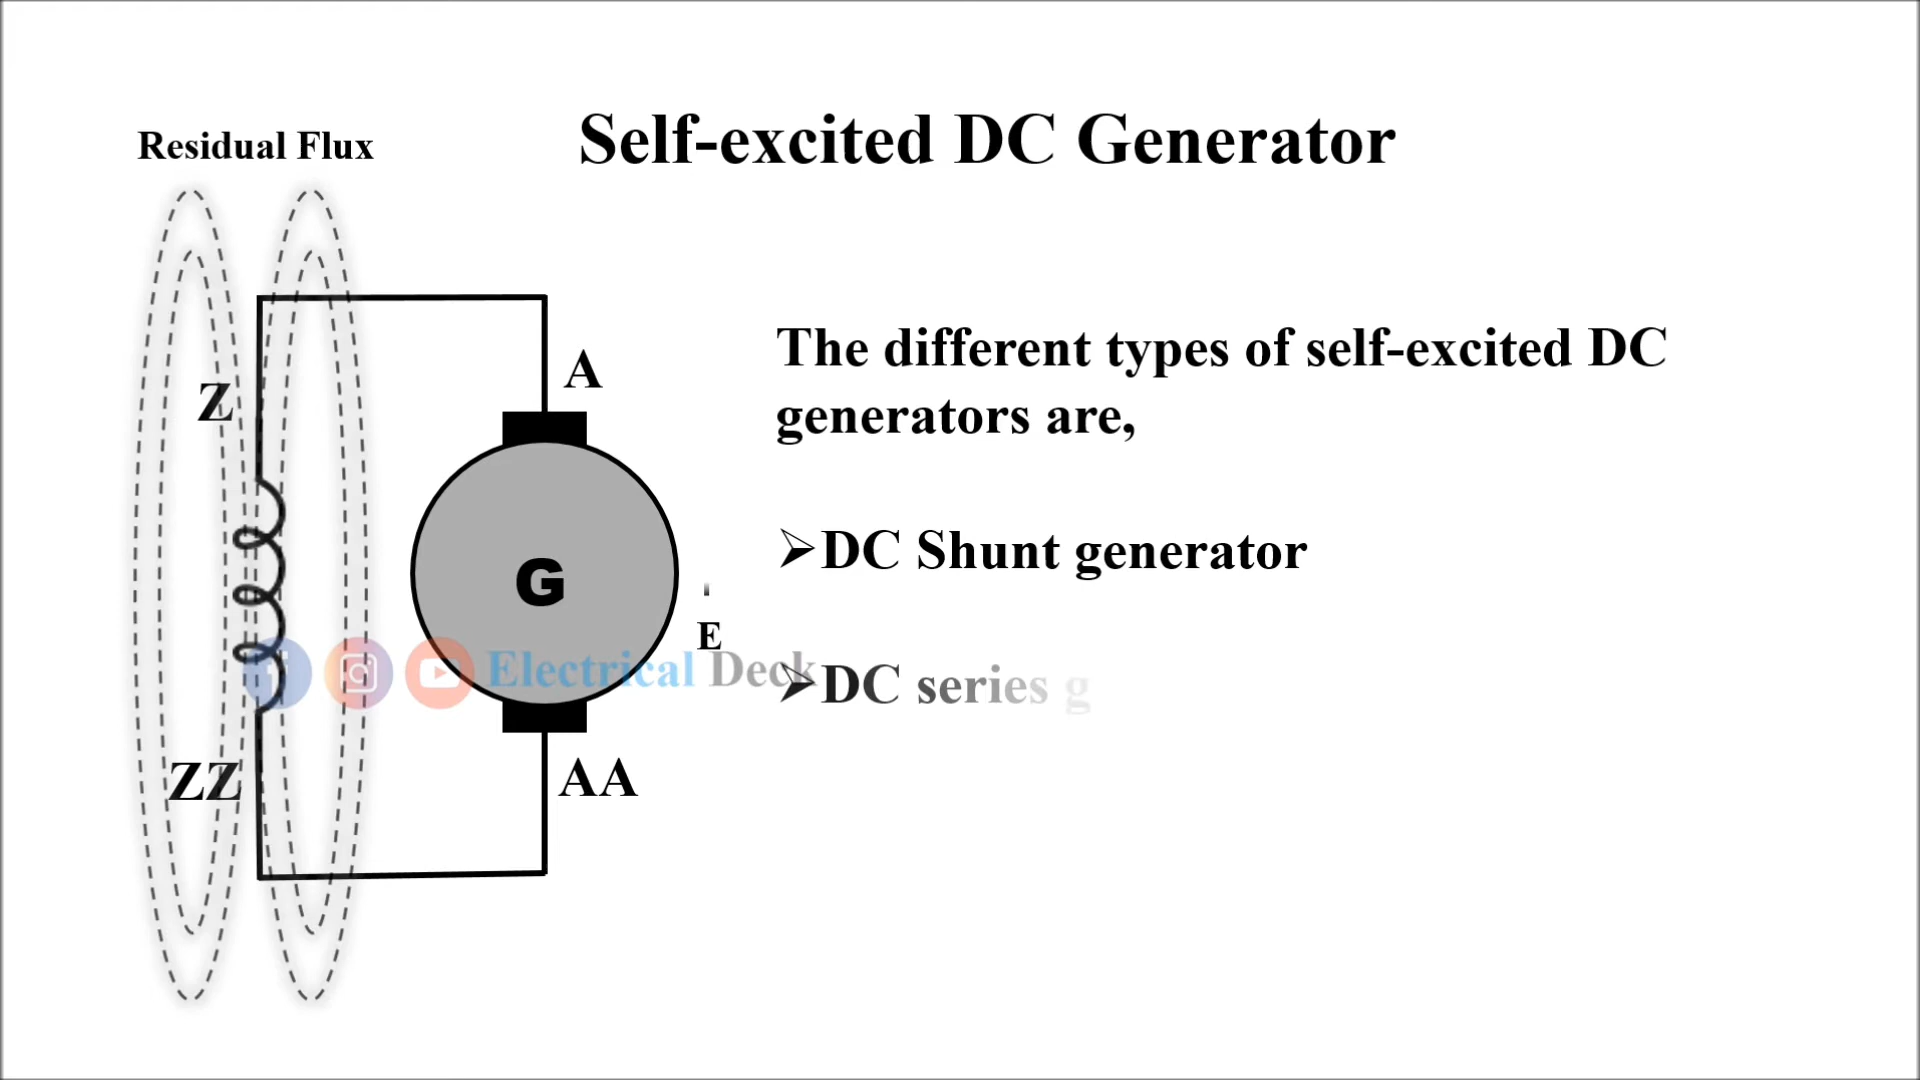 Residual Flux
Self-excited DC Generator
The different types of self-excited DC
generators are,
Z
A
➢DC Shunt generator
G
E
Electrical Deck
➢DC series g
ZZ
AA